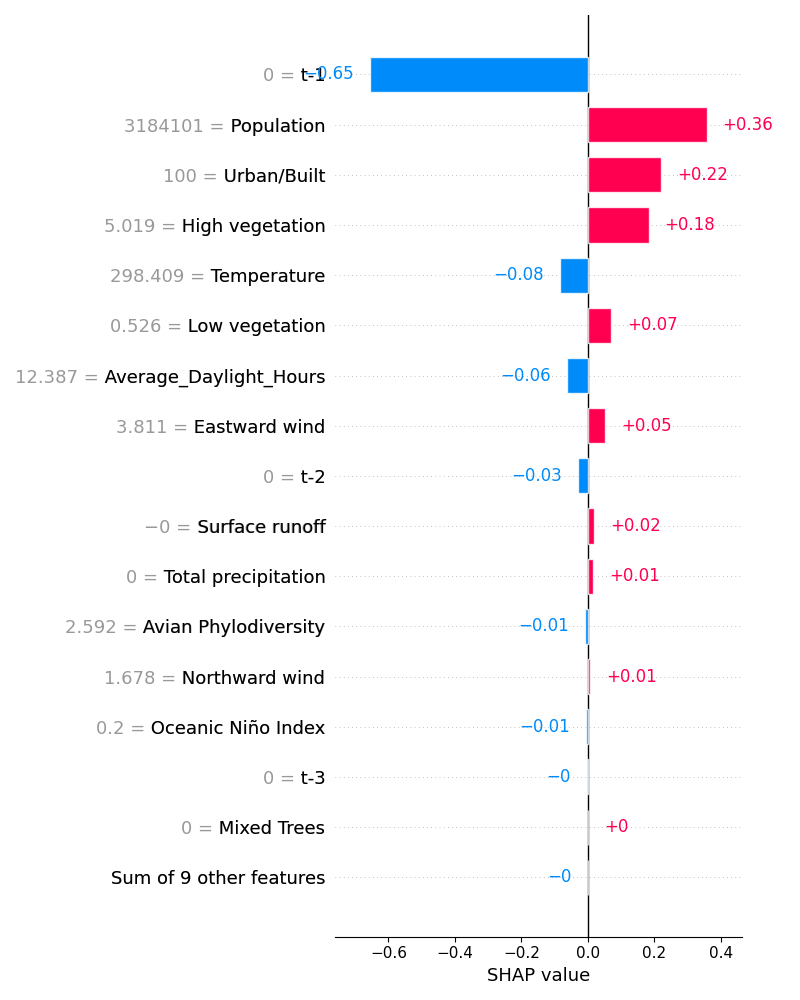 0 = t-1 −0.65
3184101 = Population +0.36
100 = Urban/Built +0.22
5.019 = High vegetation +0.18
298.409 = Temperature −0.08
0.526 = Low vegetation +0.07
12.387 = Average_Daylight_Hours −0.06
3.811 = Eastward wind +0.05
0 = t-2 −0.03
−0 = Surface runoff +0.02
0 = Total precipitation +0.01
2.592 = Avian Phylodiversity −0.01
1.678 = Northward wind +0.01
0.2 = Oceanic Niño Index −0.01
0 = t-3 −0
0 = Mixed Trees +0
Sum of 9 other features −0
−0.6 −0.4 −0.2 0.0 0.2 0.4
SHAP value